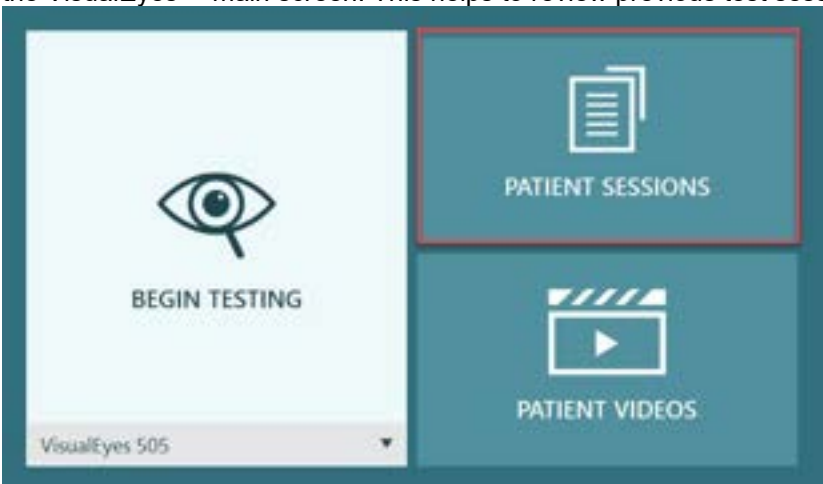 PATIENT SESSIONS
BEGIN TESTING
PATIENT VIDEOS
VisualEyes 505